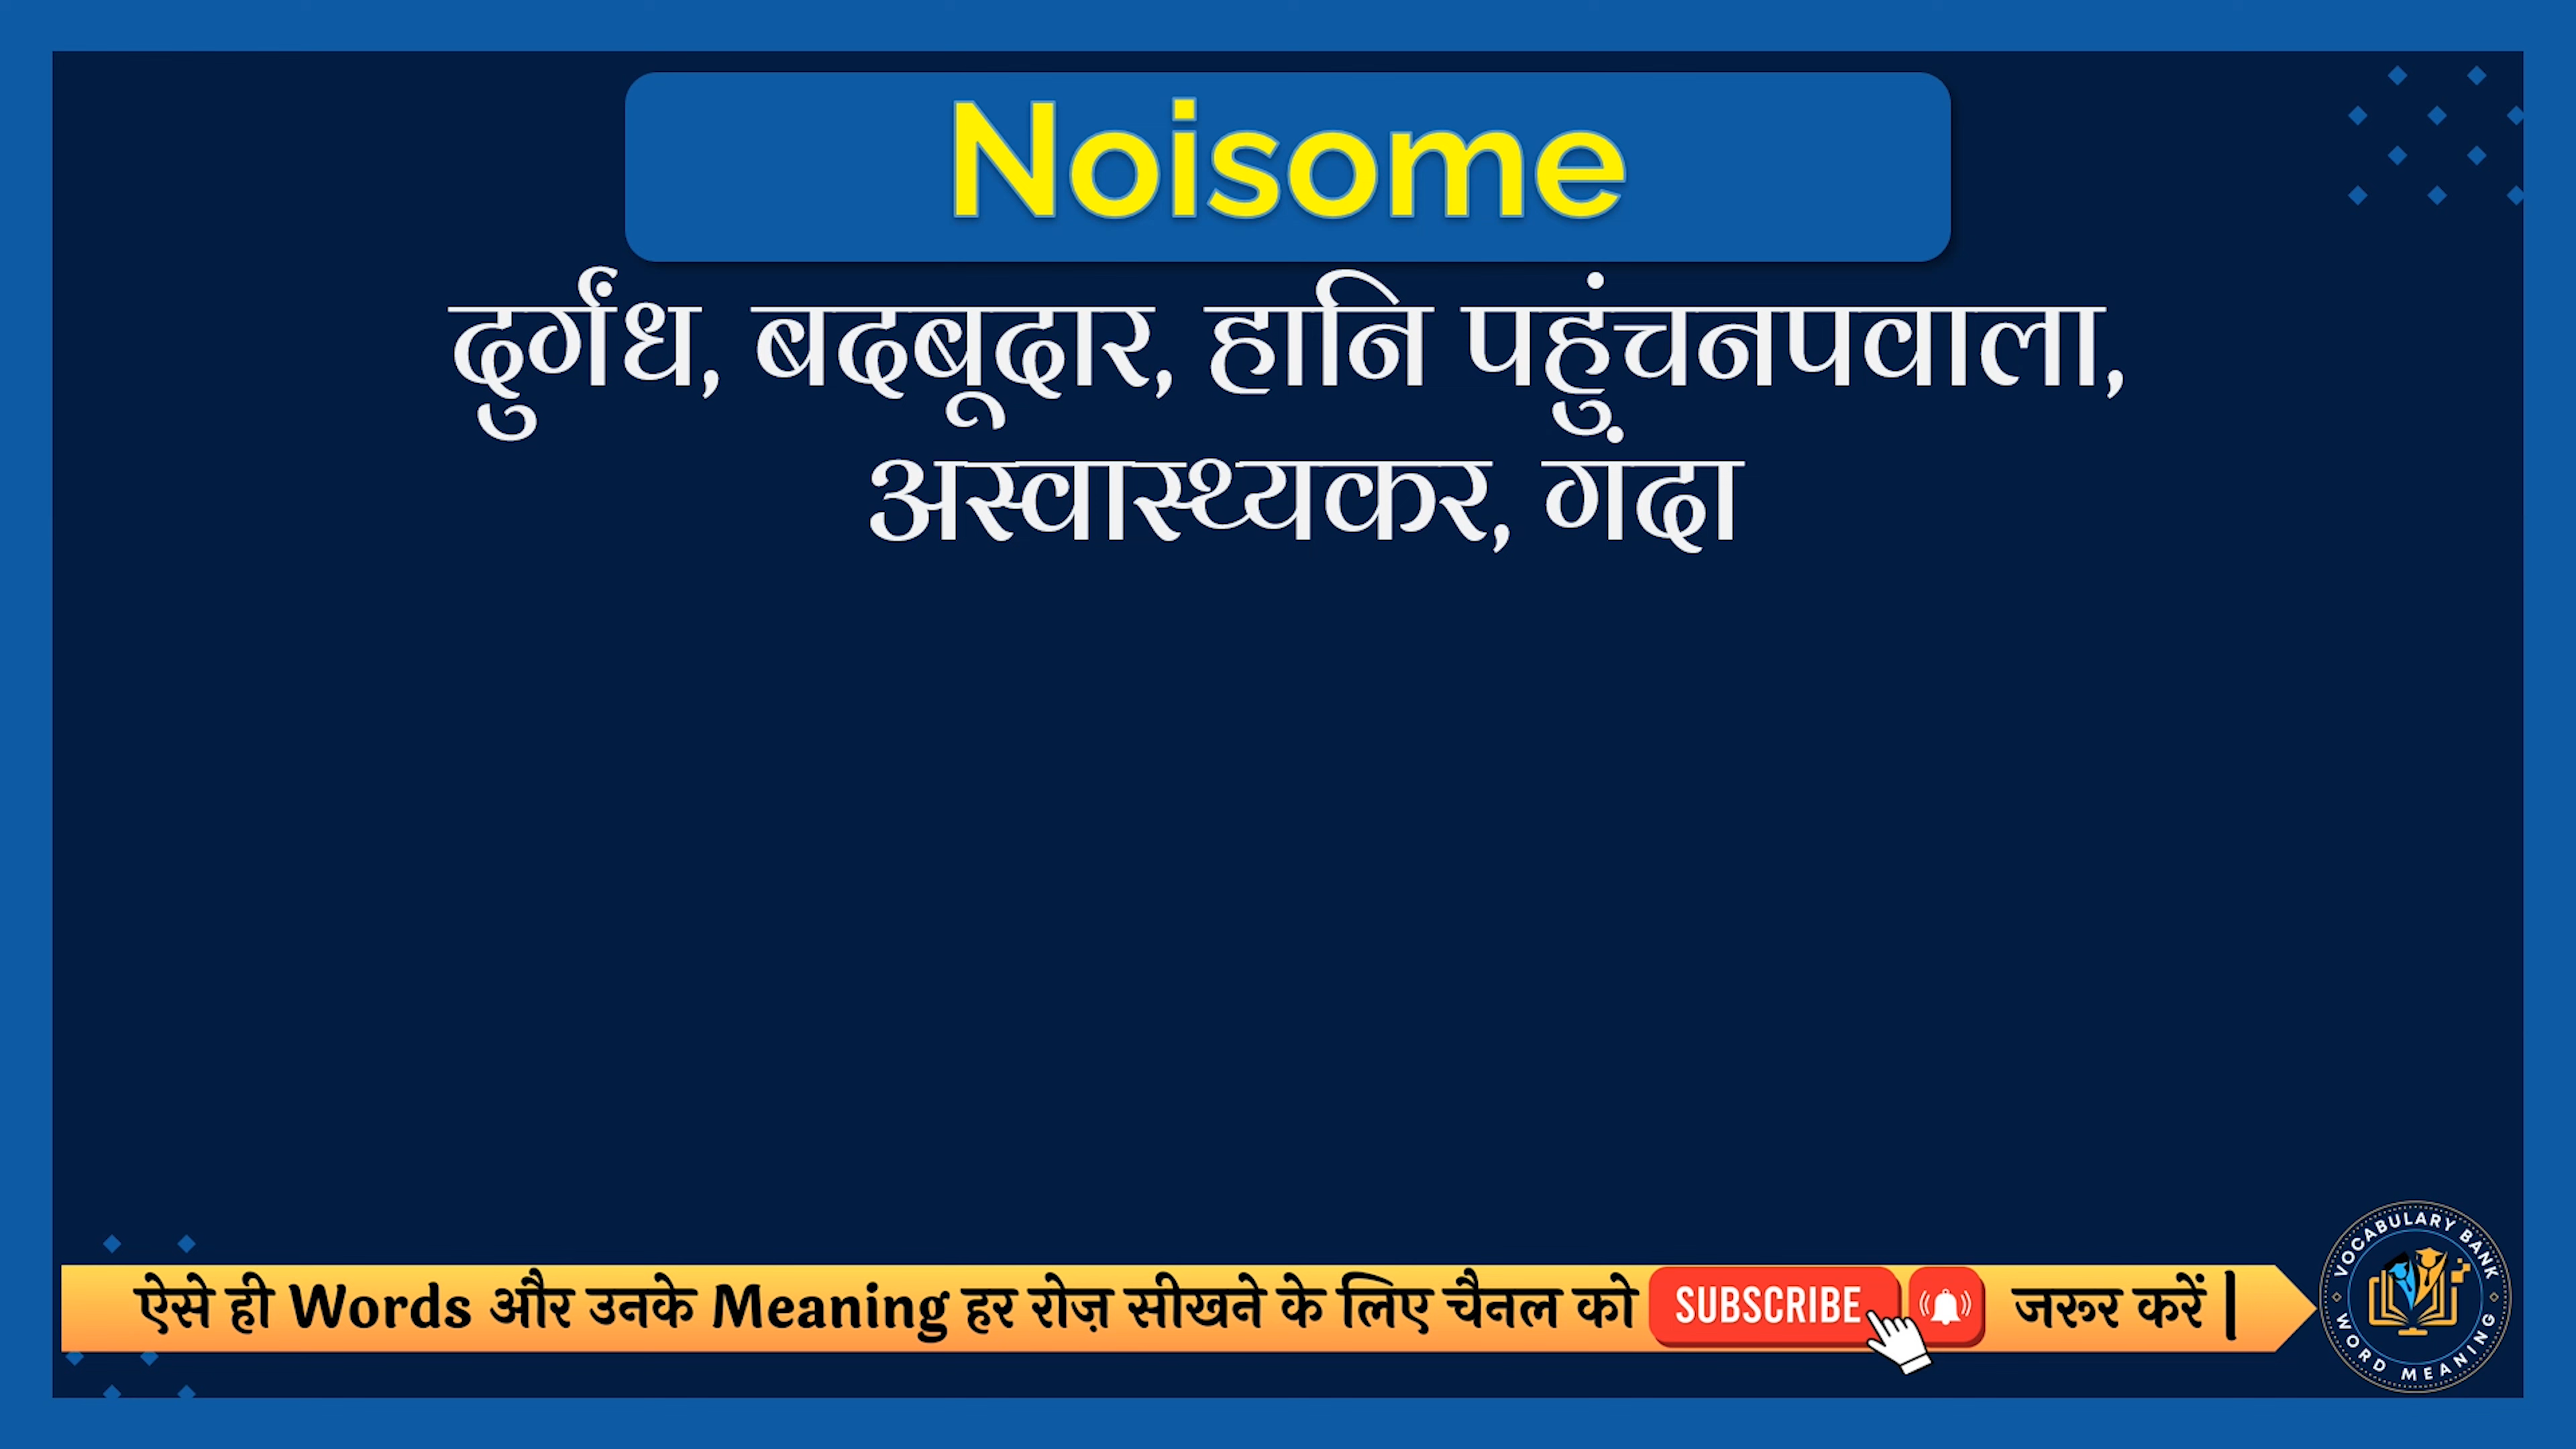 Noisome
दुर्गंध, बदबूदार, हानि पहुंचनपवाला,
अस्वास्थ्यकर, गंदा
ऐसे ही Words और उनके Meaning हर रोज़ सीखने के लिए चैनल को SUBSCRIBE जरूर करें |
VOCABULARY BANK
WORD MEANING